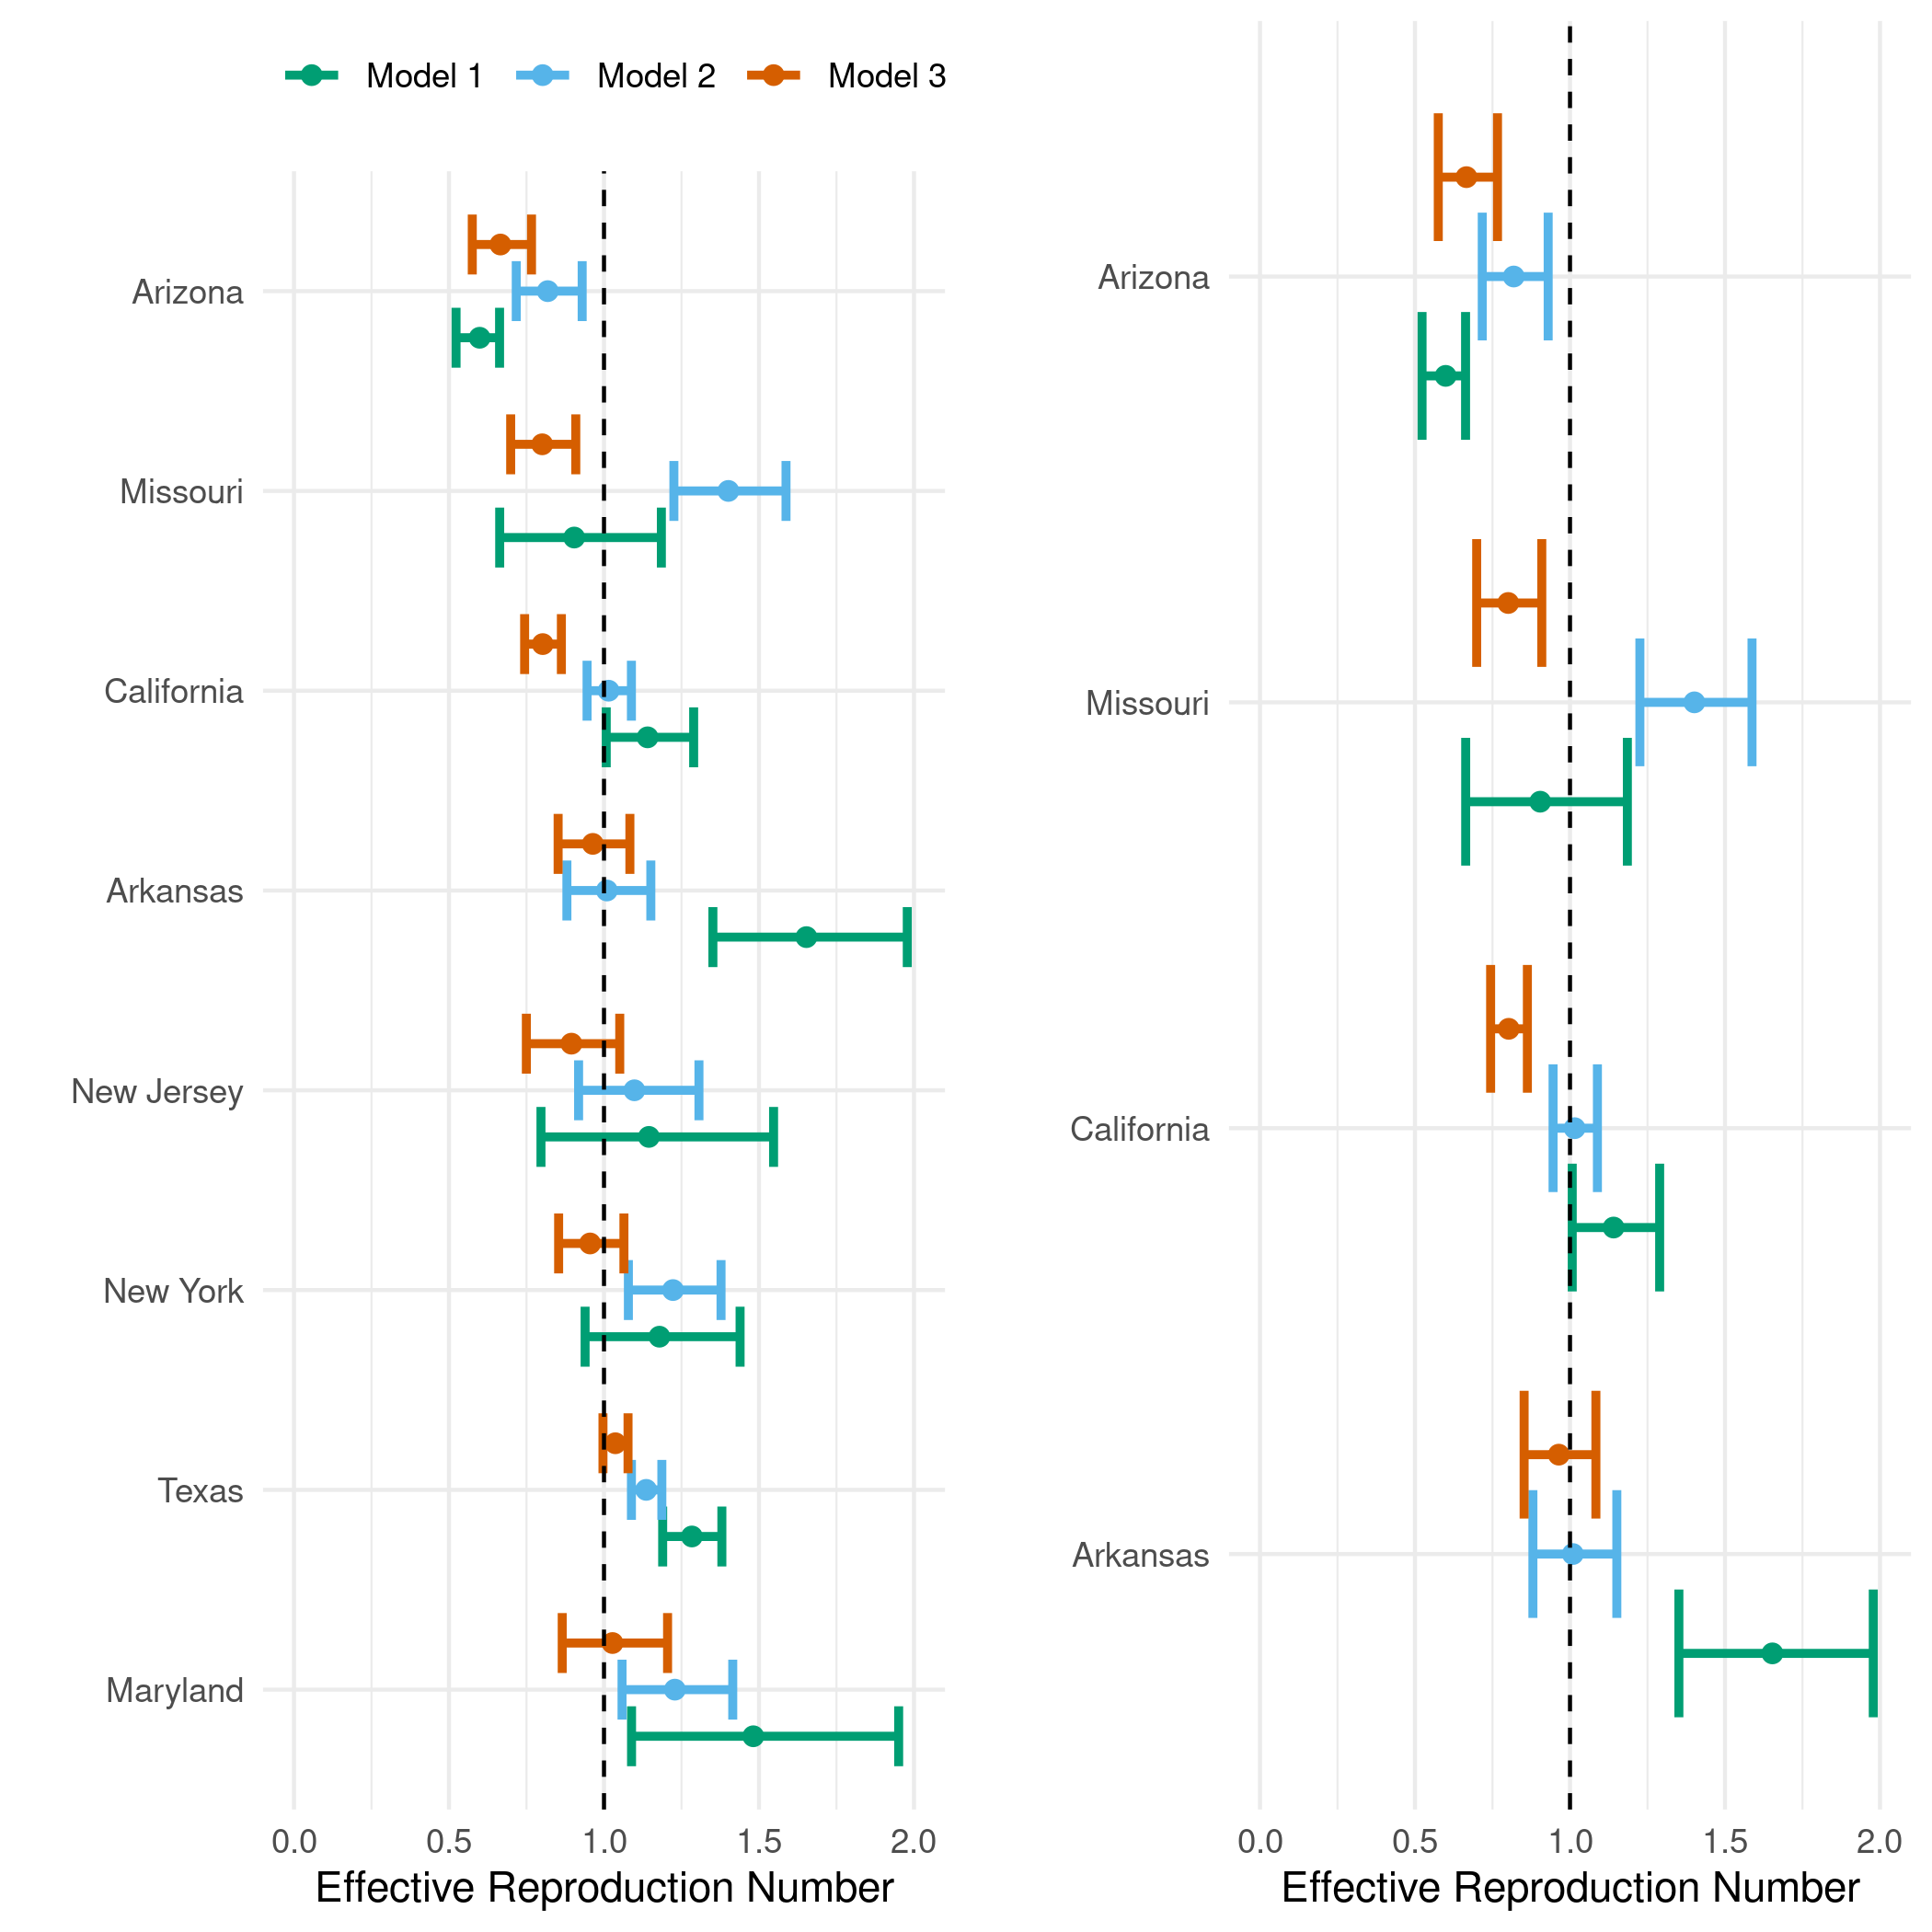 Model 1 Model 2 Model 3
Arizona
Missouri
California
Arkansas
New Jersey
New York
Texas
Maryland
0.0 0.5 1.0 1.5 2.0
Effective Reproduction Number
Arizona
Missouri
California
Arkansas
0.0 0.5 1.0 1.5 2.0
Effective Reproduction Number